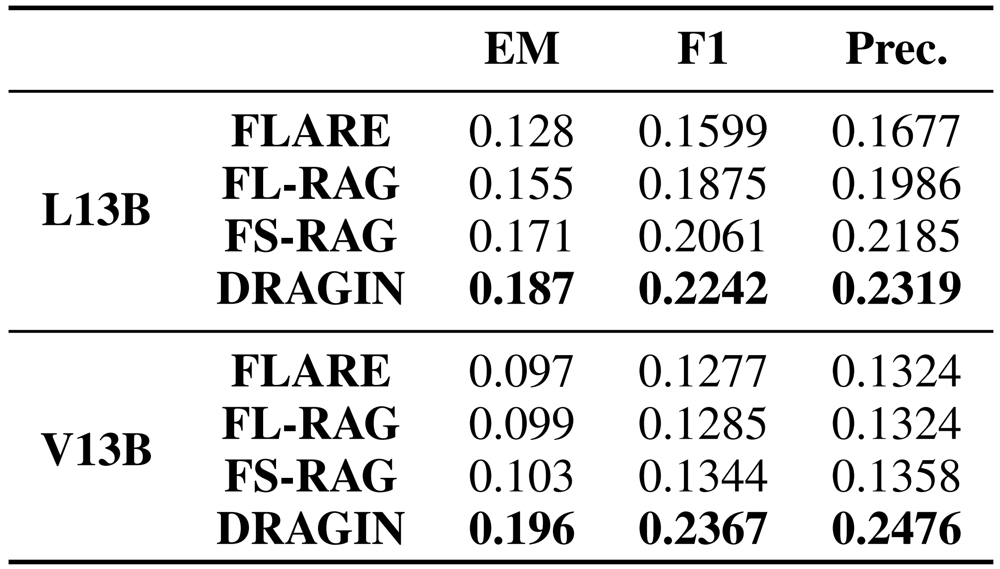 EM F1 Prec.
L13B
FLARE 0.128 0.1599 0.1677
FL-RAG 0.155 0.1875 0.1986
FS-RAG 0.171 0.2061 0.2185
DRAGIN 0.187 0.2242 0.2319
V13B
FLARE 0.097 0.1277 0.1324
FL-RAG 0.099 0.1285 0.1324
FS-RAG 0.103 0.1344 0.1358
DRAGIN 0.196 0.2367 0.2476